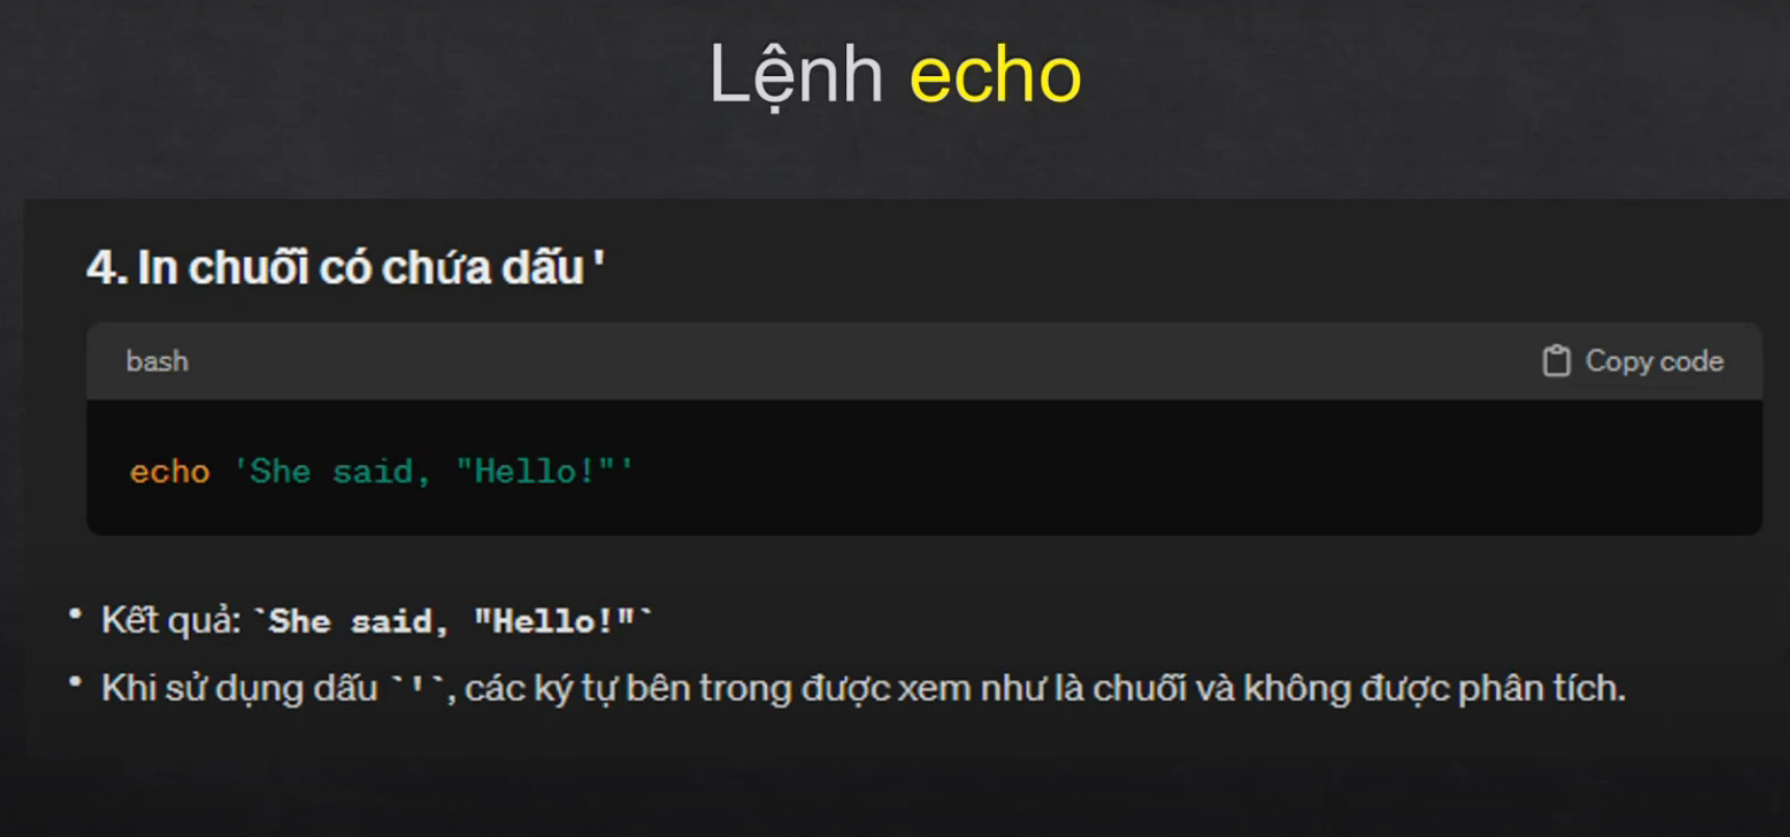 Lệnh echo
4. In chuỗi có chứa dấu '
bash
Copy code
echo 'She said, "Hello!"'
• Kết quả: `She said, "Hello!"`
• Khi sử dụng dấu `'`, các ký tự bên trong được xem như là chuỗi và không được phân tích.